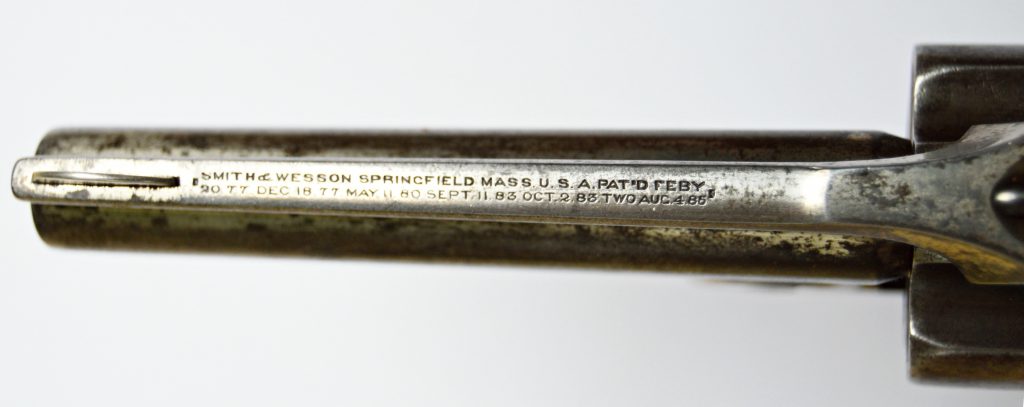 SMITH & WESSON SPRINGFIELD MASS. U. S. A. PAT'D FEBY.
20.77. DEC.18.77. MAY.11.80. SEPT.11.83. OCT.2.83. TWO AUG.4.85.